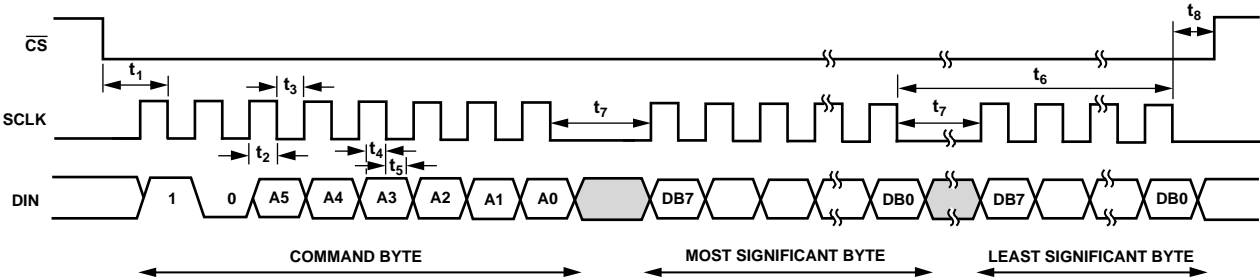 CS
t1
t8
t6
SCLK
t3
t7
t7
t2
t4
t5
DIN
1
0
A5
A4
A3
A2
A1
A0
DB7
DB0
DB7
DB0
COMMAND BYTE
MOST SIGNIFICANT BYTE
LEAST SIGNIFICANT BYTE